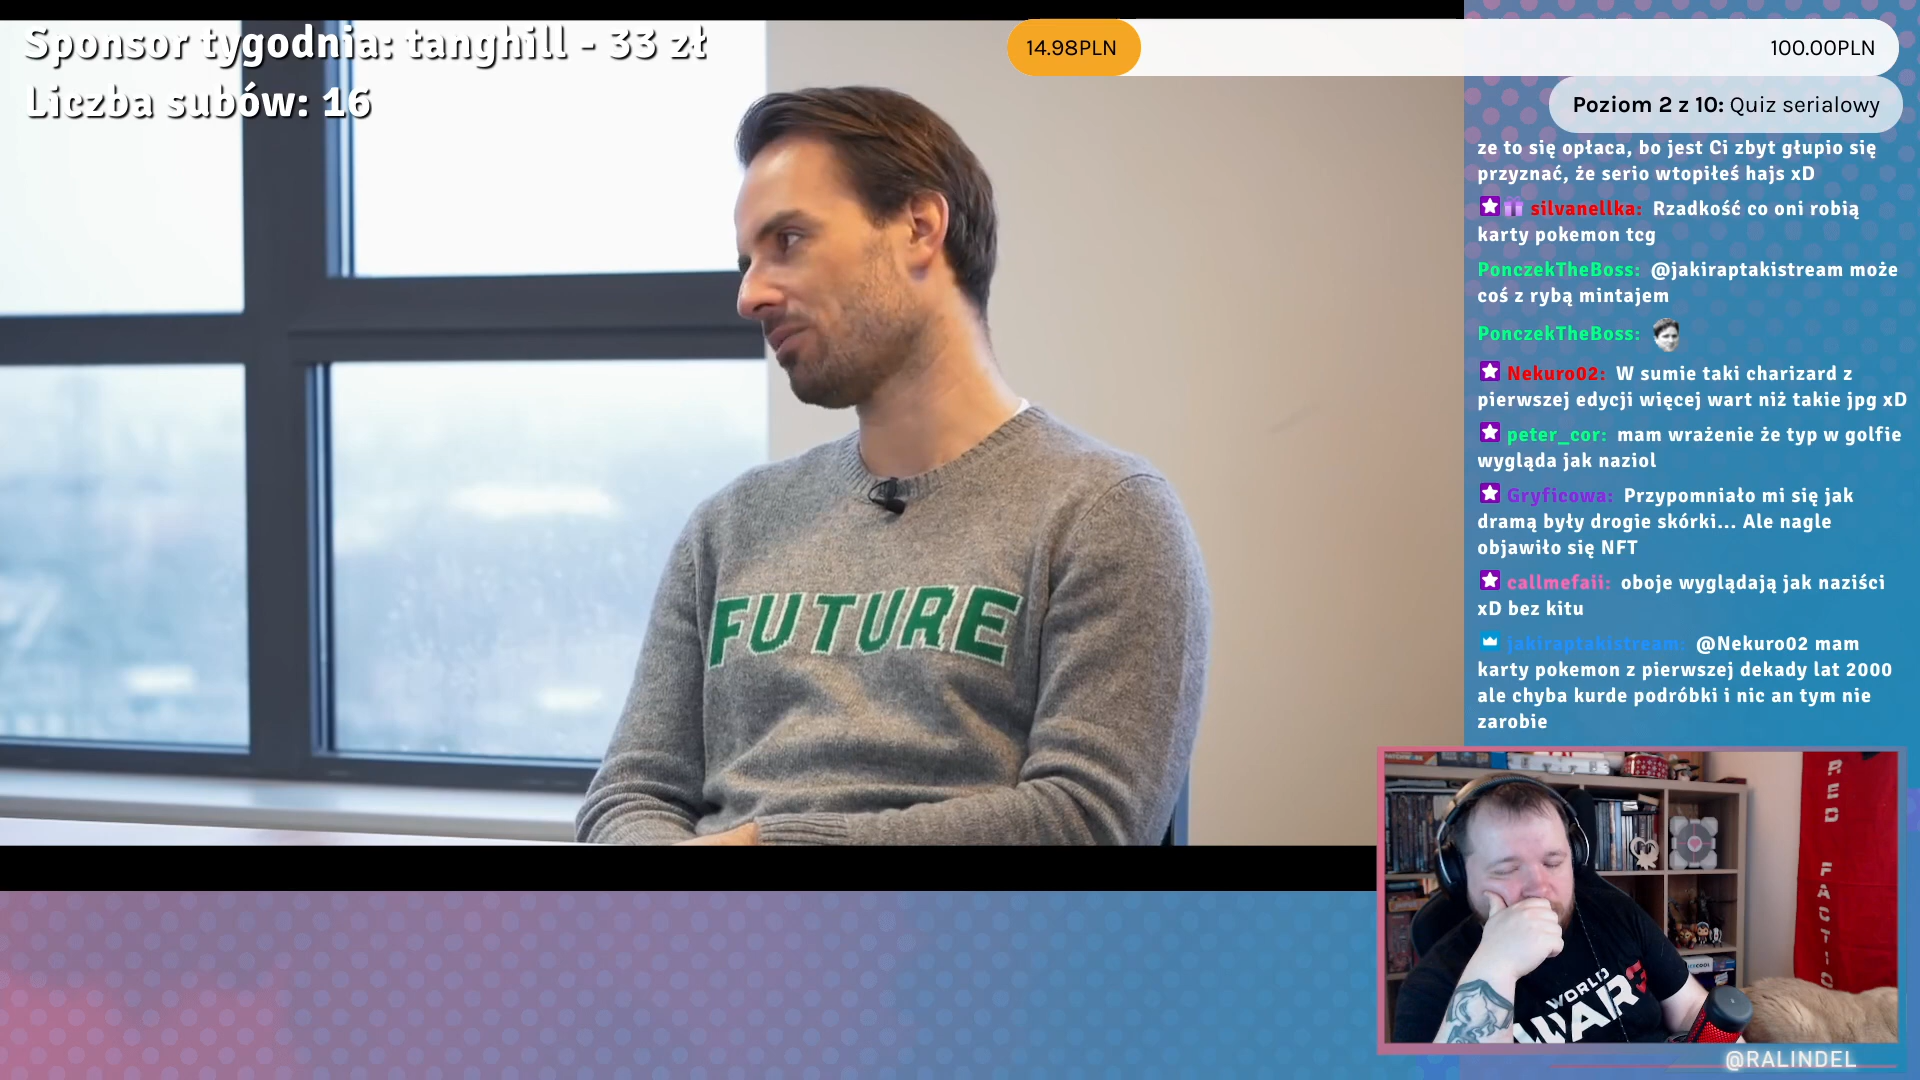 Sponsor tygodnia: tanghill - 33 zł
Liczba subów: 16
14.98PLN
100.00PLN
Poziom 2 z 10: Quiz serialowy
ze to się opłaca, bo jest Ci zbyt głupio się
przyznać, że serio wtopiłeś hajs xD
silvanellka: Rzadkość co oni robią
karty pokemon tcg
PonczekTheBoss: @jakiraptakistream może
coś z rybą mintajem
PonczekTheBoss:
Nekuro02: W sumie taki charizard z
pierwszej edycji więcej wart niż takie jpg xD
peter_cor: mam wrażenie że typ w golfie
wygląda jak naziol
Gryficowa: Przypomniało mi się jak
dramą były drogie skórki... Ale nagle
objawiło się NFT
callmefaii: oboje wyglądają jak naziści
xD bez kitu
jakiraptakistream: @Nekuro02 mam
karty pokemon z pierwszej dekady lat 2000
ale chyba kurde podróbki i nic an tym nie
zarobie
FUTURE
RED
FACTIO
WORLD
WAR
@RALINDEL